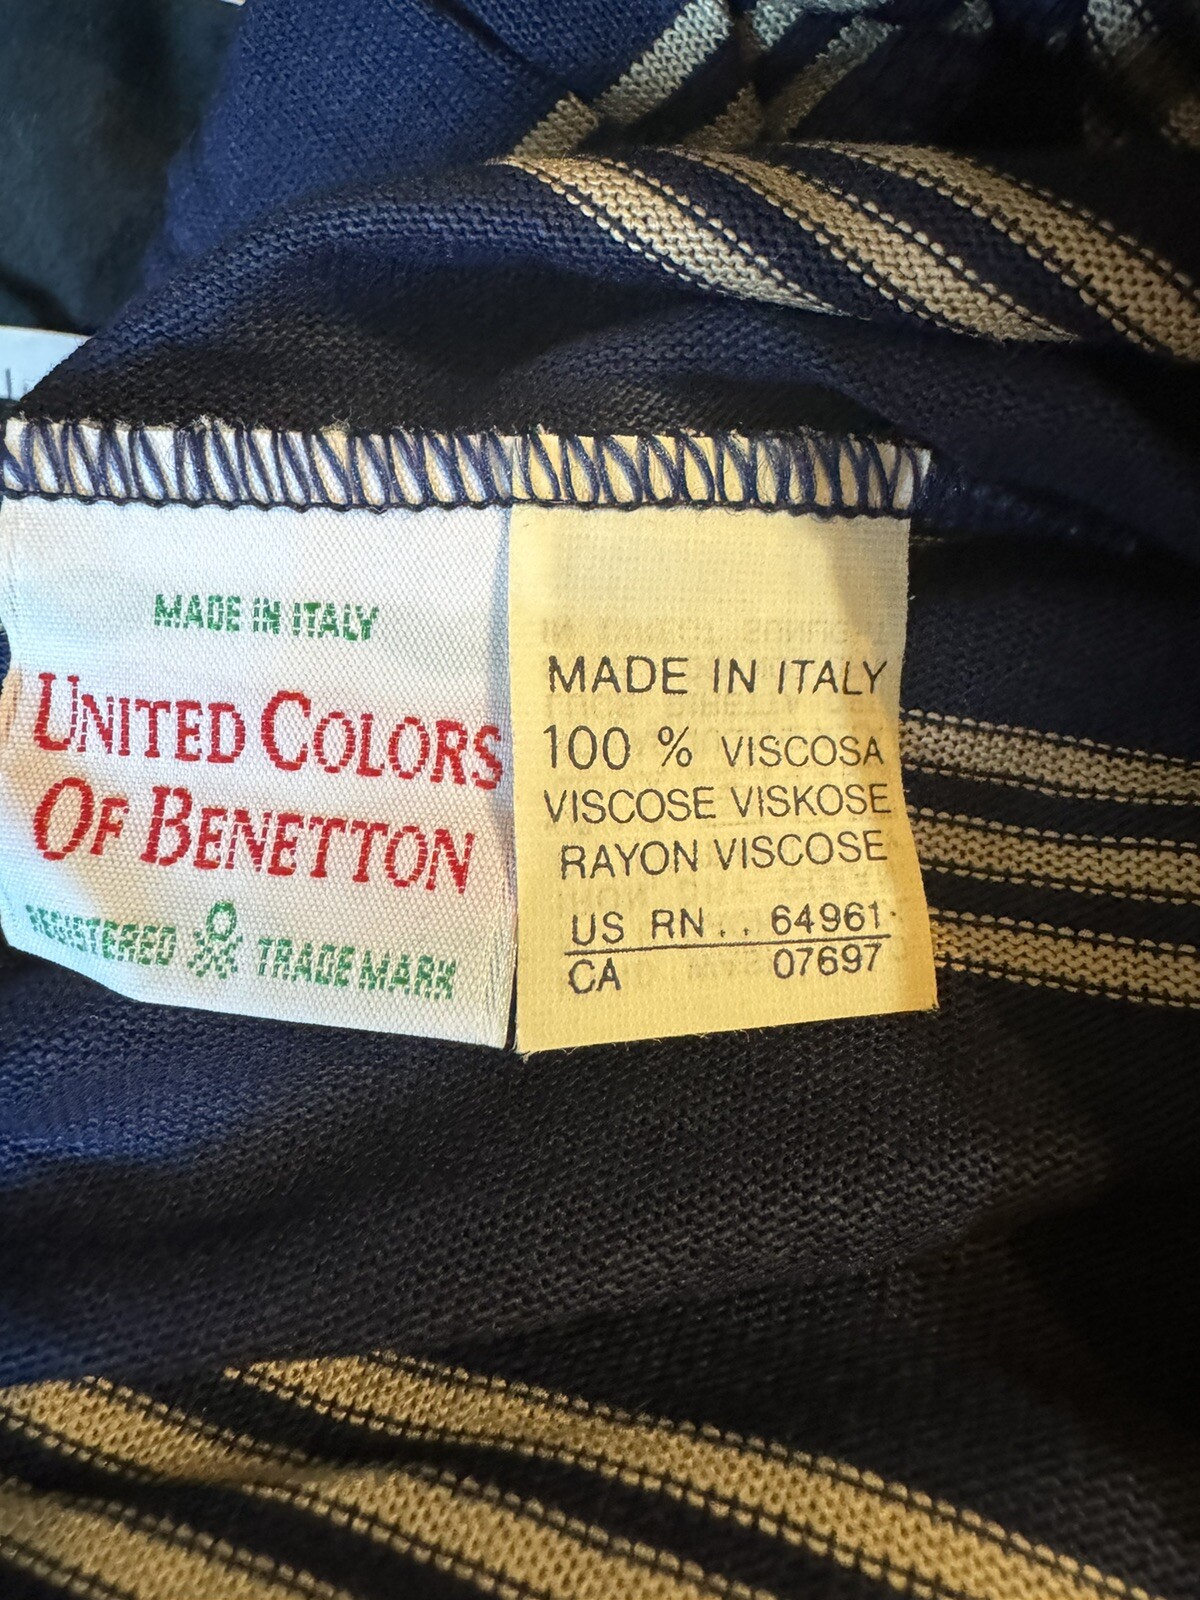 MADE IN ITALY
UNITED COLORS
OF BENETTON
REGISTERED TRADE MARK
MADE IN ITALY
100 % VISCOSA
VISCOSE VISKOSE
RAYON VISCOSE
US RN.. 64961
CA 07697